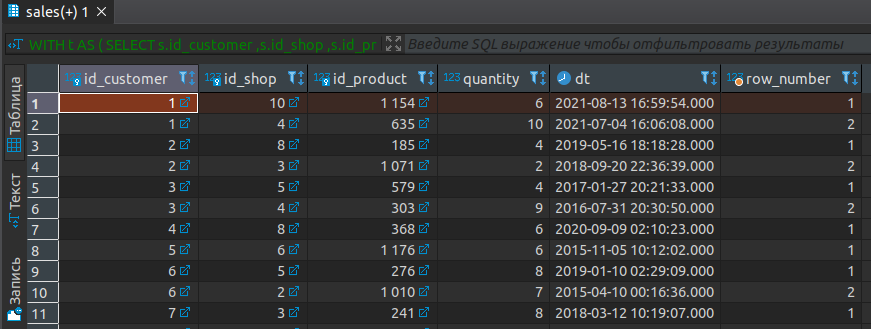 sales(+) 1
WITH t AS ( SELECT s.id_customer ,s.id_shop ,s.id_pr Введите SQL выражение чтобы отфильтровать результаты
Таблица
Текст
Запись
id_customer id_shop id_product quantity dt row_number
1 1 10 1 154 6 2021-08-13 16:59:54.000 1
2 1 4 635 10 2021-07-04 16:06:08.000 2
3 2 8 185 4 2019-05-16 18:18:28.000 1
4 2 3 1 071 2 2018-09-20 22:36:39.000 2
5 3 5 579 4 2017-01-27 20:21:33.000 1
6 3 4 303 9 2016-07-31 20:30:50.000 2
7 4 8 368 6 2020-09-09 02:10:23.000 1
8 5 6 1 176 6 2015-11-05 10:12:02.000 1
9 6 5 276 8 2019-01-10 02:29:09.000 1
10 6 2 1 010 7 2015-04-10 00:16:36.000 2
11 7 3 241 8 2018-03-12 10:19:07.000 1